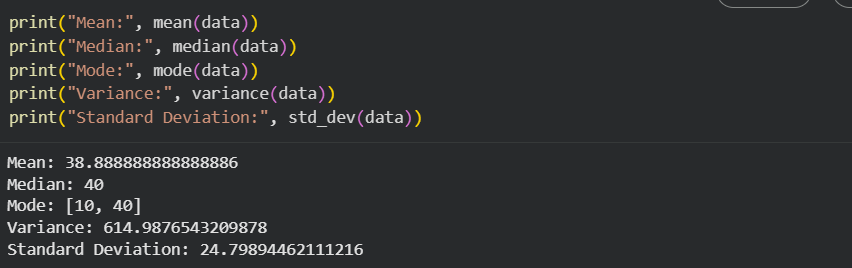 print("Mean:", mean(data))
print("Median:", median(data))
print("Mode:", mode(data))
print("Variance:", variance(data))
print("Standard Deviation:", std_dev(data))
Mean: 38.888888888888886
Median: 40
Mode: [10, 40]
Variance: 614.9876543209878
Standard Deviation: 24.79894462111216